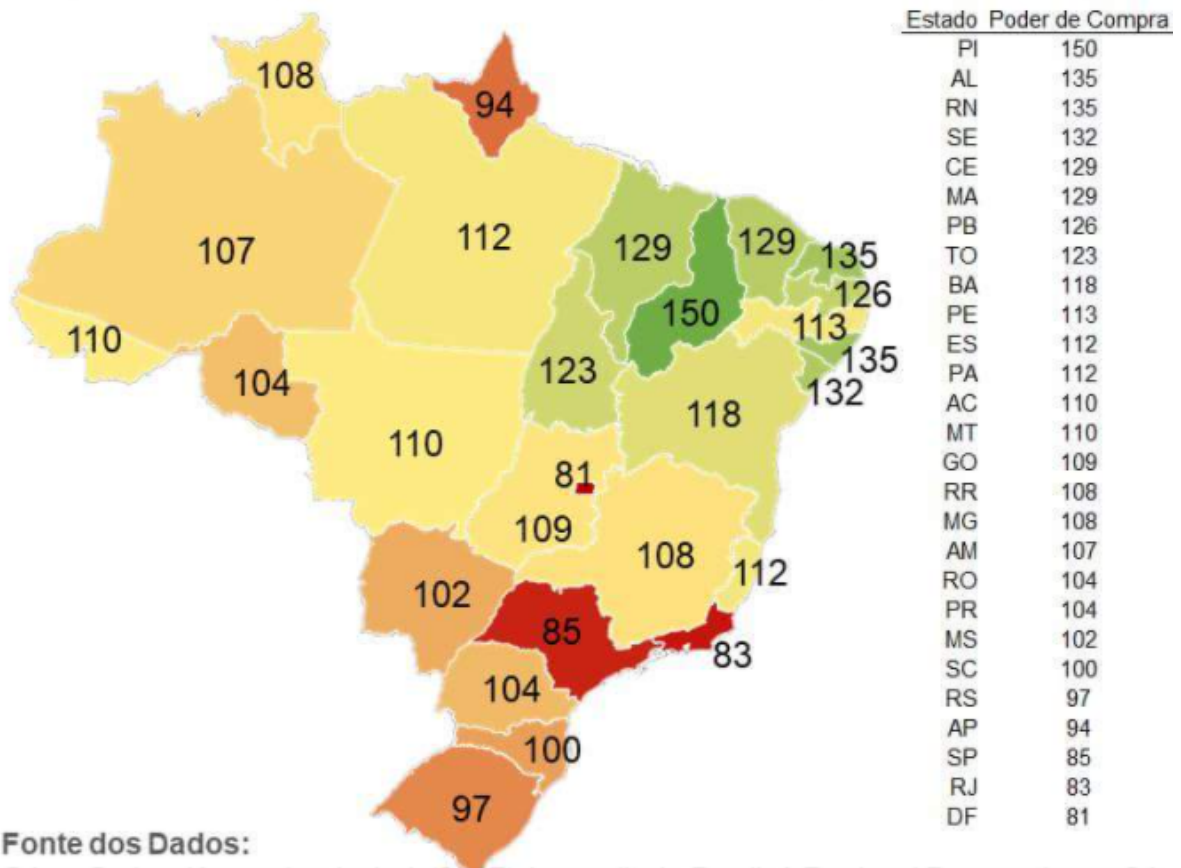 Estado Poder de Compra
PI 150
AL 135
RN 135
SE 132
CE 129
MA 129
PB 126
TO 123
BA 118
PE 113
ES 112
PA 112
AC 110
MT 110
GO 109
RR 108
MG 108
AM 107
RO 104
PR 104
MS 102
SC 100
RS 97
AP 94
SP 85
RJ 83
DF 81
108
94
107
112
129
129
135
126
150
113
110
135
104
123
132
118
110
81
109
108
112
102
85
83
104
100
97
Fonte dos Dados: